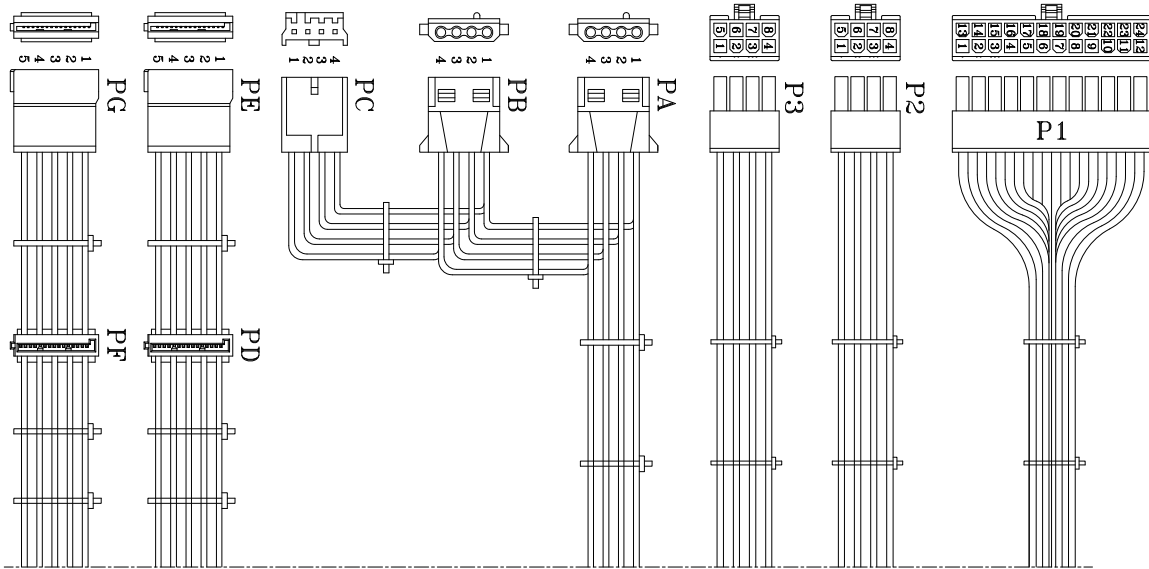 5 6 7 8
1 2 3 4
5 6 7 8
1 2 3 4
13 14 15 16 17 18 19 20 21 22 23 24
1 2 3 4 5 6 7 8 9 10 11 12
5 4 3 2 1
5 4 3 2 1
1 2 3 4
4 3 2 1
4 3 2 1
PG
PE
PC
PB
PA
P3
P2
P1
PF
PD